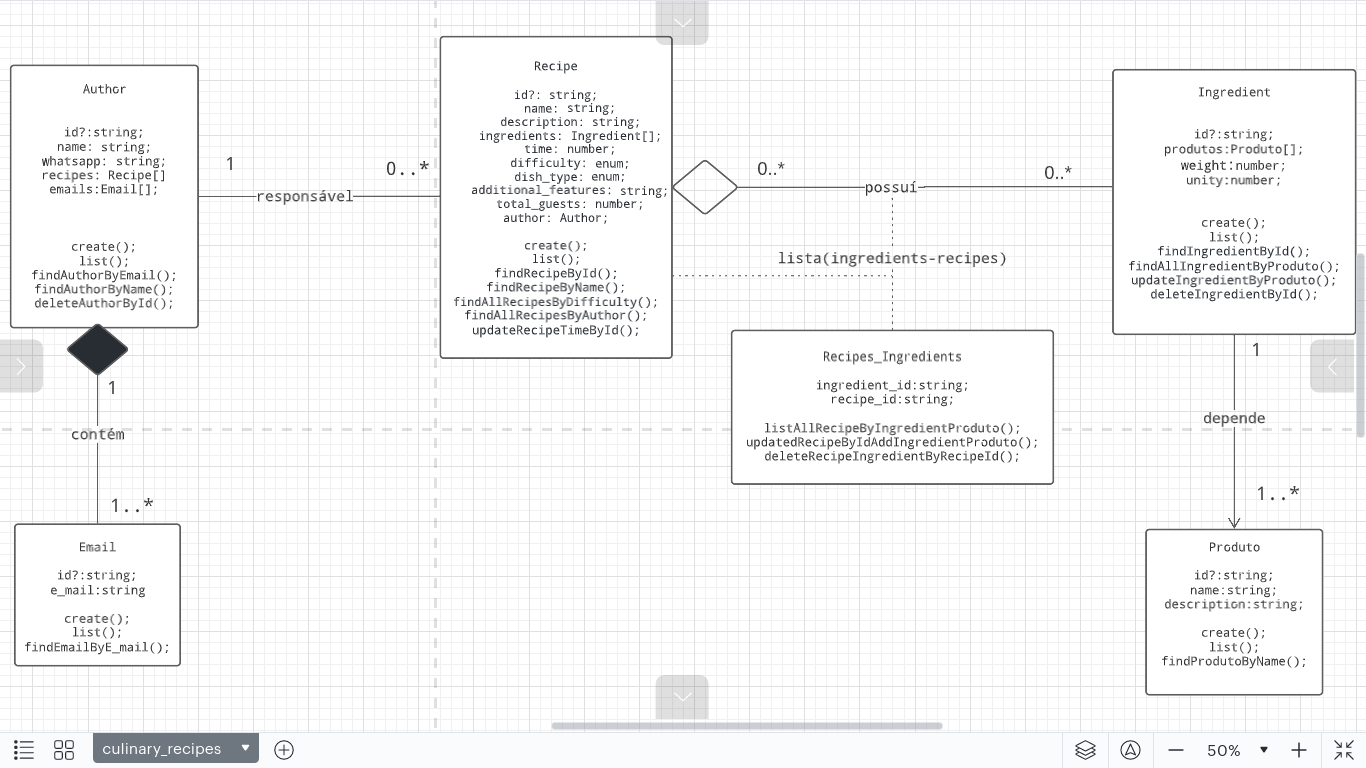 Author
id?:string;
name: string;
whatsapp: string;
recipes: Recipe[]
emails:Email[];
create();
list();
findAuthorByEmail();
findAuthorByName();
deleteAuthorById();
1
0..*
responsável
Recipe
id?: string;
name: string;
description: string;
ingredients: Ingredient[];
time: number;
difficulty: enum;
dish_type: enum;
additional_features: string;
total_guests: number;
author: Author;
create();
list();
findRecipeById();
findRecipeByName();
findAllRecipesByDifficulty();
findAllRecipesByAuthor();
updateRecipeTimeById();
0..*
0..*
possuí
lista(ingredients-recipes)
Ingredient
id?:string;
produtos:Produto[];
weight:number;
unity:number;
create();
list();
findIngredientById();
findAllIngredientByProduto();
updateIngredientByProduto();
deleteIngredientById();
Recipes_Ingredients
ingredient_id:string;
recipe_id:string;
listAllRecipeByIngredientProduto();
updatedRecipeByIdAddIngredientProduto();
deleteRecipeIngredientByRecipeId();
1
contém
1..*
Email
id?:string;
e_mail:string
create();
list();
findEmailByE_mail();
1
depende
1..*
Produto
id?:string;
name:string;
description:string;
create();
list();
findProdutoByName();
culinary_recipes
50%